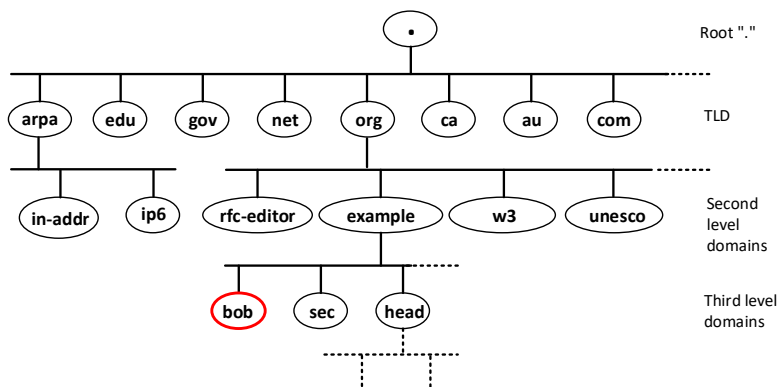 . Root "."
arpa edu gov net org ca au com TLD
in-addr ip6 rfc-editor example w3 unesco Second
level
domains
bob sec head Third level
domains